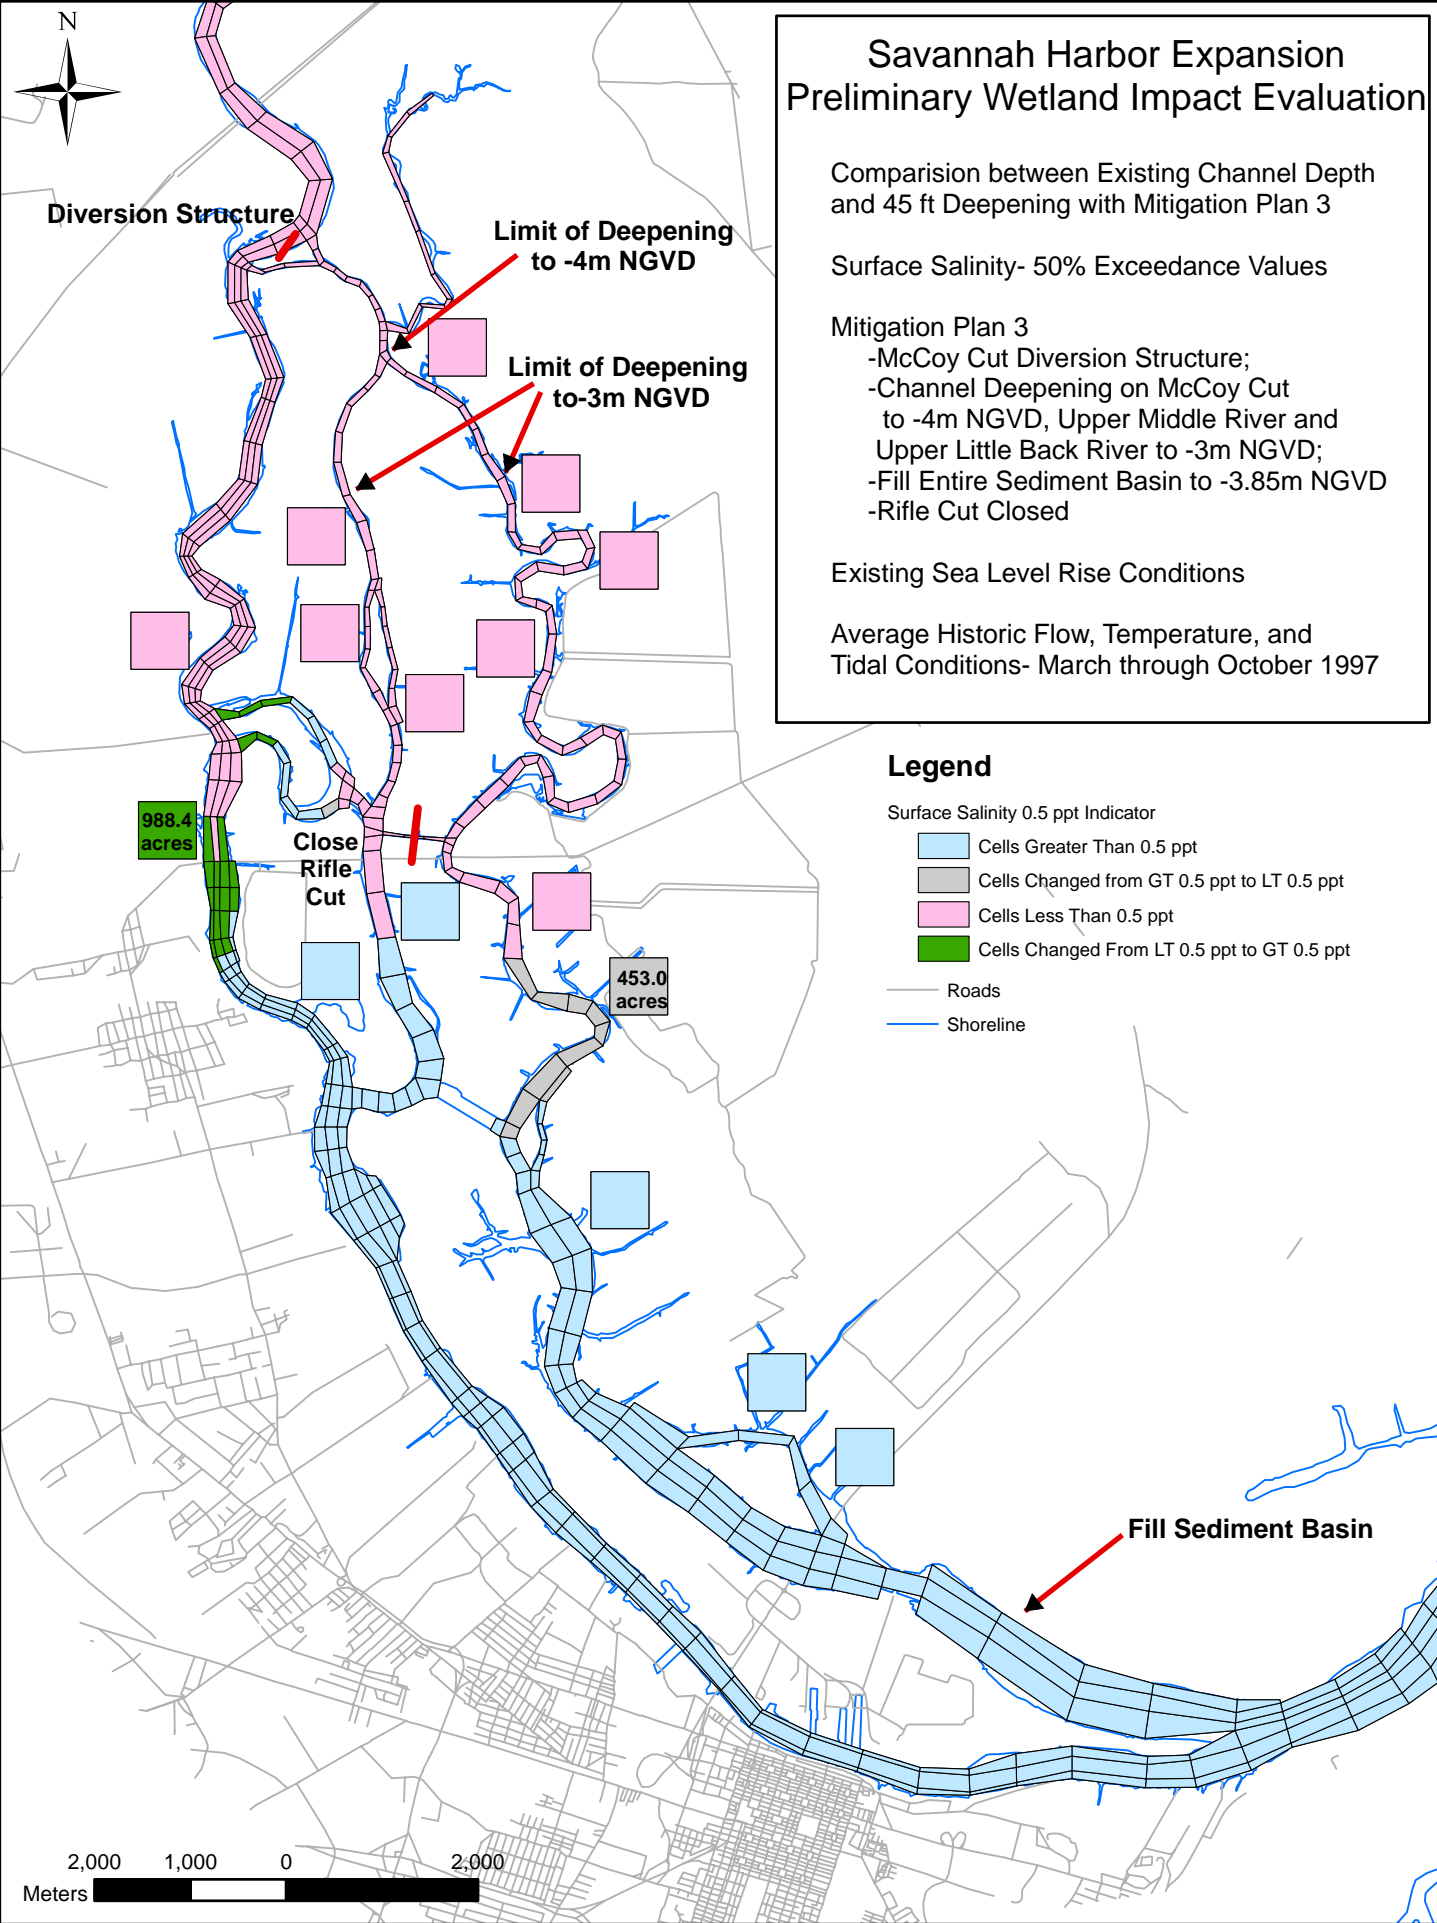 N
Savannah Harbor Expansion
Preliminary Wetland Impact Evaluation
Comparision between Existing Channel Depth
and 45 ft Deepening with Mitigation Plan 3
Surface Salinity- 50% Exceedance Values
Mitigation Plan 3
-McCoy Cut Diversion Structure;
-Channel Deepening on McCoy Cut
to -4m NGVD, Upper Middle River and
Upper Little Back River to -3m NGVD;
-Fill Entire Sediment Basin to -3.85m NGVD
-Rifle Cut Closed
Existing Sea Level Rise Conditions
Average Historic Flow, Temperature, and
Tidal Conditions- March through October 1997
Diversion Structure
Limit of Deepening
to -4m NGVD
Limit of Deepening
to-3m NGVD
988.4
acres
Close
Rifle
Cut
453.0
acres
Legend
Surface Salinity 0.5 ppt Indicator
Cells Greater Than 0.5 ppt
Cells Changed from GT 0.5 ppt to LT 0.5 ppt
Cells Less Than 0.5 ppt
Cells Changed From LT 0.5 ppt to GT 0.5 ppt
Roads
Shoreline
Fill Sediment Basin
2,000 1,000 0 2,000
Meters